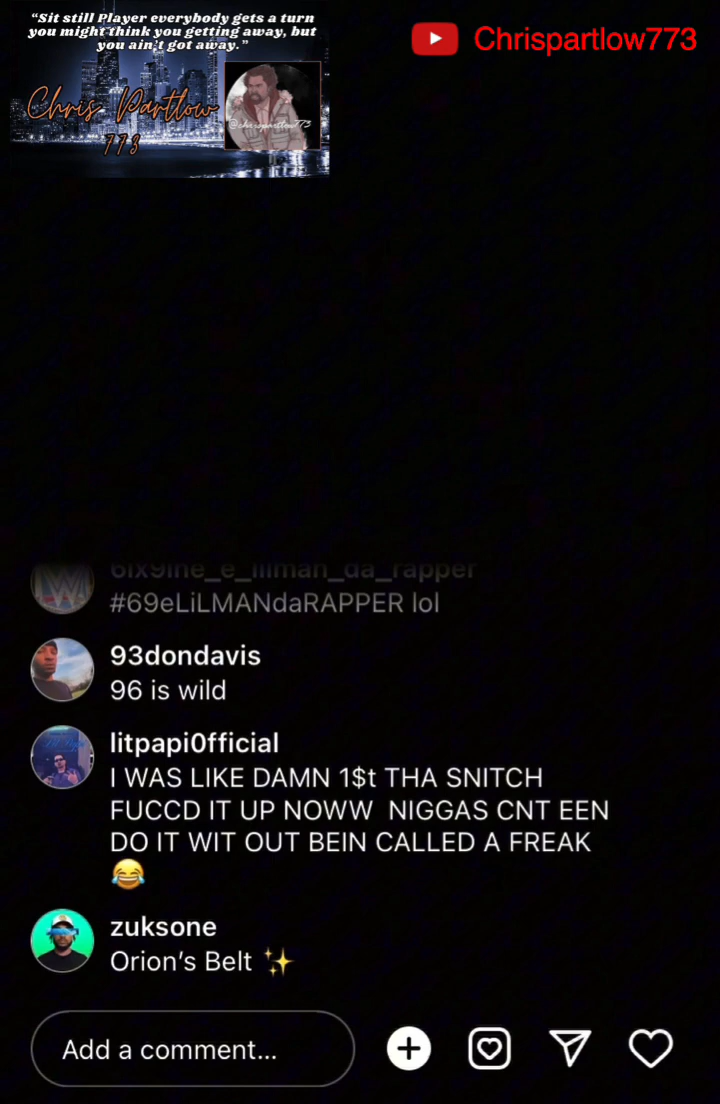 “Sit still Player everybody gets a turn
you might think you getting away, but
you ain't got away.”
Chrispartlow773
Chris Partlow
@chrispartlow773
773
6ix9ine_e_lilman_da_rapper
#69eLiLMANdaRAPPER lol
93dondavis
96 is wild
litpapi0fficial
I WAS LIKE DAMN 1$t THA SNITCH
FUCCD IT UP NOWW NIGGAS CNT EEN
DO IT WIT OUT BEIN CALLED A FREAK
😂
zuksone
Orion’s Belt ✨
Add a comment...